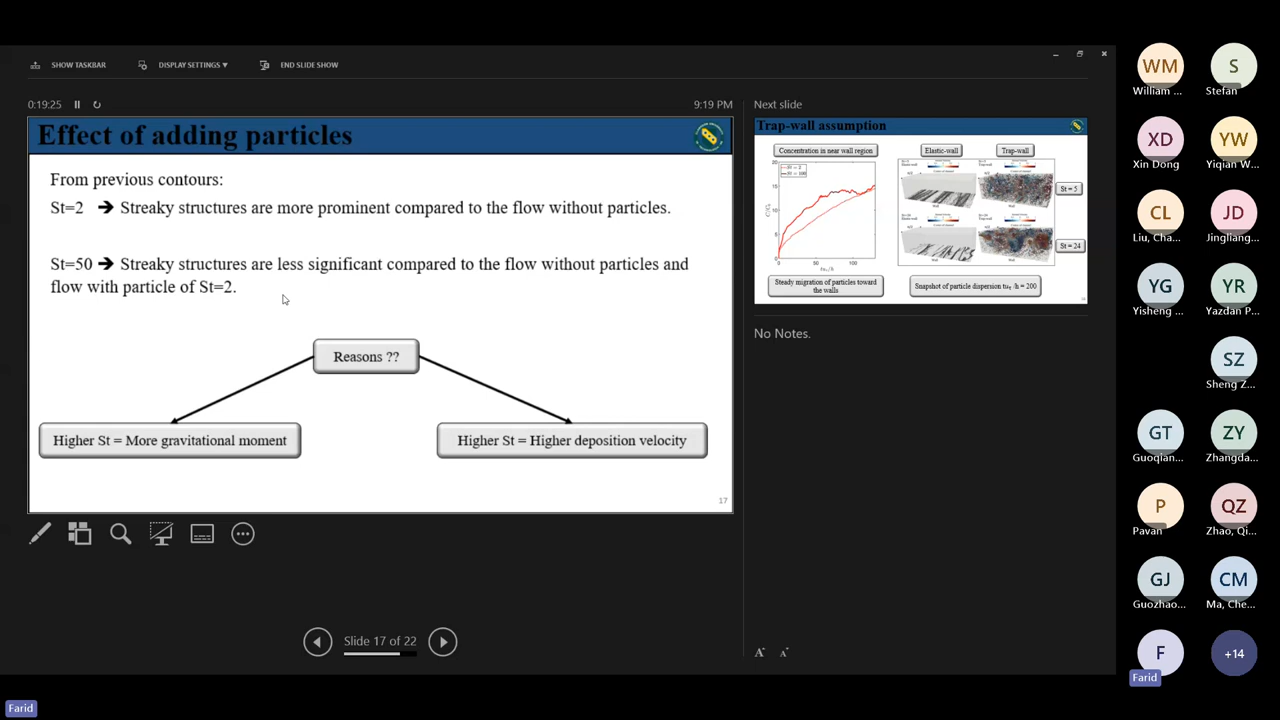 SHOW TASKBAR
DISPLAY SETTINGS ▼
END SLIDE SHOW
0:19:25
9:19 PM
Effect of adding particles
From previous contours:
St=2 ➔ Streaky structures are more prominent compared to the flow without particles.
St=50 ➔ Streaky structures are less significant compared to the flow without particles and
flow with particle of St=2.
Reasons ??
Higher St = More gravitational moment
Higher St = Higher deposition velocity
17
Slide 17 of 22
Next slide
Trap-wall assumption
Concentration in near wall region
Elastic-wall
Trap-wall
St = 5
St = 24
Steady migration of particles toward
the walls
Snapshot of particle dispersion tuτ /h = 200
No Notes.
WM
William ...
S
Stefan
XD
Xin Dong
YW
Yiqian W...
CL
Liu, Cha...
JD
Jingliang...
YG
Yisheng ...
YR
Yazdan P...
SZ
Sheng Z...
GT
Guoqian...
ZY
Zhangda...
P
Pavan
QZ
Zhao, Qi...
GJ
Guozhao...
CM
Ma, Che...
F
Farid
+14
Farid